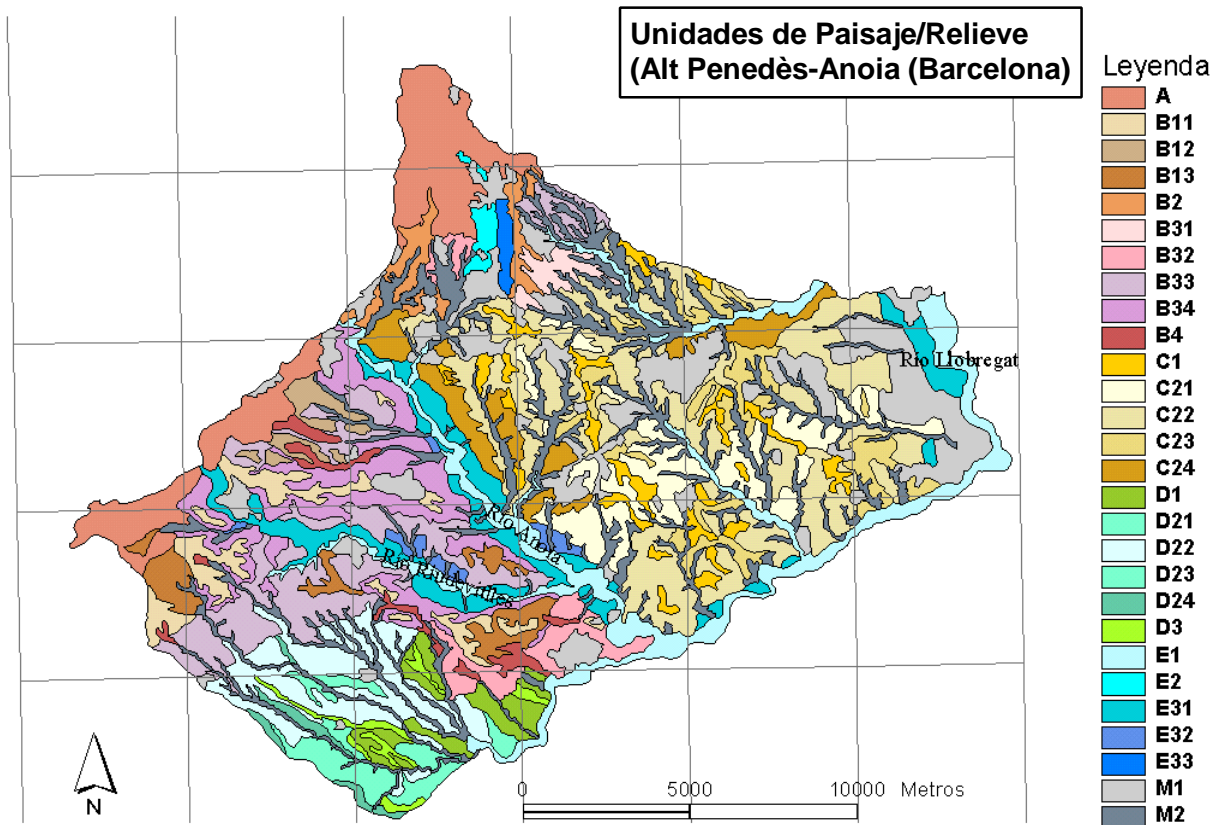 Unidades de Paisaje/Relieve
(Alt Penedès-Anoia (Barcelona)
Leyenda
A
B11
B12
B13
B2
B31
B32
B33
B34
B4
C1
C21
C22
C23
C24
D1
D21
D22
D23
D24
D3
E1
E2
E31
E32
E33
M1
M2
Río Llobregat
Río Anoia
Río Riudevitlles
N
0 5000 10000 Metros